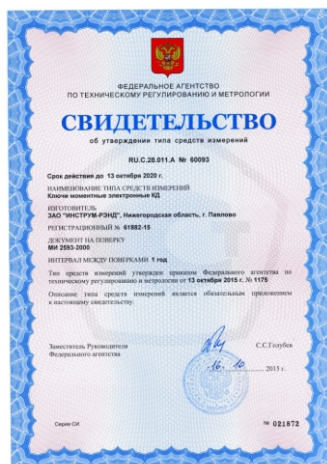 ФЕДЕРАЛЬНОЕ АГЕНТСТВО
ПО ТЕХНИЧЕСКОМУ РЕГУЛИРОВАНИЮ И МЕТРОЛОГИИ
СВИДЕТЕЛЬСТВО
об утверждении типа средств измерений
RU.C.28.011.A № 60093
Срок действия до 13 октября 2020 г.
НАИМЕНОВАНИЕ ТИПА СРЕДСТВ ИЗМЕРЕНИЙ
Ключи моментные электронные КД
ИЗГОТОВИТЕЛЬ
ЗАО "ИНСТРУМ-РЭНД", Нижегородская область, г. Павлово
РЕГИСТРАЦИОННЫЙ № 61882-15
ДОКУМЕНТ НА ПОВЕРКУ
МИ 2593-2000
ИНТЕРВАЛ МЕЖДУ ПОВЕРКАМИ 1 год
Тип средств измерений утвержден приказом Федерального агентства по
техническому регулированию и метрологии от 13 октября 2015 г. № 1175
Описание типа средств измерений является обязательным приложением
к настоящему свидетельству.
Заместитель Руководителя
Федерального агентства
С.С.Голубев
16. 10 2015 г.
Серия СИ
№ 021872